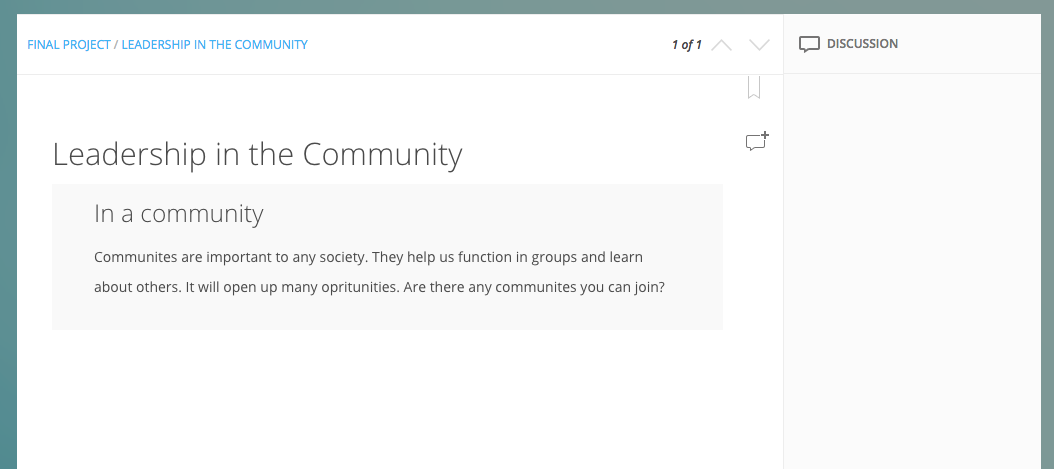 FINAL PROJECT / LEADERSHIP IN THE COMMUNITY
1 of 1
DISCUSSION
Leadership in the Community
In a community
Communites are important to any society. They help us function in groups and learn
about others. It will open up many opritunities. Are there any communites you can join?